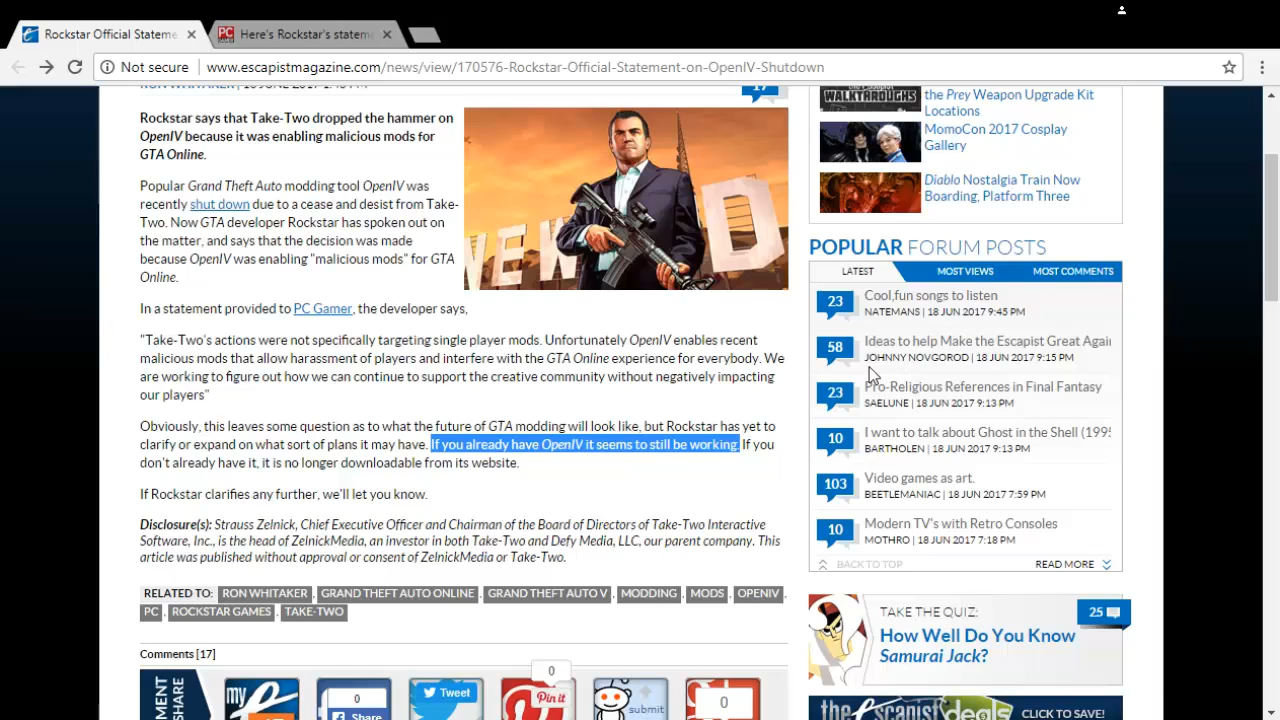 Rockstar Official Stateme
Here's Rockstar's statem
Not secure
www.escapistmagazine.com/news/view/170576-Rockstar-Official-Statement-on-OpenIV-Shutdown
RON WHITAKER
17
Rockstar says that Take-Two dropped the hammer on
OpenIV because it was enabling malicious mods for
GTA Online.
Popular Grand Theft Auto modding tool OpenIV was
recently shut down due to a cease and desist from Take-
Two. Now GTA developer Rockstar has spoken out on
the matter, and says that the decision was made
because OpenIV was enabling "malicious mods" for GTA
Online.
In a statement provided to PC Gamer, the developer says,
"Take-Two's actions were not specifically targeting single player mods. Unfortunately OpenIV enables recent
malicious mods that allow harassment of players and interfere with the GTA Online experience for everybody. We
are working to figure out how we can continue to support the creative community without negatively impacting
our players"
Obviously, this leaves some question as to what the future of GTA modding will look like, but Rockstar has yet to
clarify or expand on what sort of plans it may have. If you already have OpenIV it seems to still be working. If you
don't already have it, it is no longer downloadable from its website.
If Rockstar clarifies any further, we'll let you know.
Disclosure(s): Strauss Zelnick, Chief Executive Officer and Chairman of the Board of Directors of Take-Two Interactive
Software, Inc., is the head of ZelnickMedia, an investor in both Take-Two and Defy Media, LLC, our parent company. This
article was published without approval or consent of ZelnickMedia or Take-Two.
RELATED TO: RON WHITAKER , GRAND THEFT AUTO ONLINE , GRAND THEFT AUTO V , MODDING , MODS , OPENIV ,
PC , ROCKSTAR GAMES , TAKE-TWO
Comments [17]
MENT
SHARE
my
0
Share
Tweet
0
Pin it
submit
0
WALKTHROUGHS
the Prey Weapon Upgrade Kit
Locations
MomoCon 2017 Cosplay
Gallery
Diablo Nostalgia Train Now
Boarding, Platform Three
POPULAR FORUM POSTS
LATEST MOST VIEWS MOST COMMENTS
23 Cool,fun songs to listen
NATEMANS | 18 JUN 2017 9:45 PM
58 Ideas to help Make the Escapist Great Again
JOHNNY NOVGOROD | 18 JUN 2017 9:15 PM
23 Pro-Religious References in Final Fantasy
SAELUNE | 18 JUN 2017 9:13 PM
10 I want to talk about Ghost in the Shell (1995
BARTHOLEN | 18 JUN 2017 9:13 PM
103 Video games as art.
BEETLEMANIAC | 18 JUN 2017 7:59 PM
10 Modern TV's with Retro Consoles
MOTHRO | 18 JUN 2017 7:18 PM
BACK TO TOP READ MORE
TAKE THE QUIZ:
25
How Well Do You Know
Samurai Jack?
the escapist deals
CLICK TO SAVE!